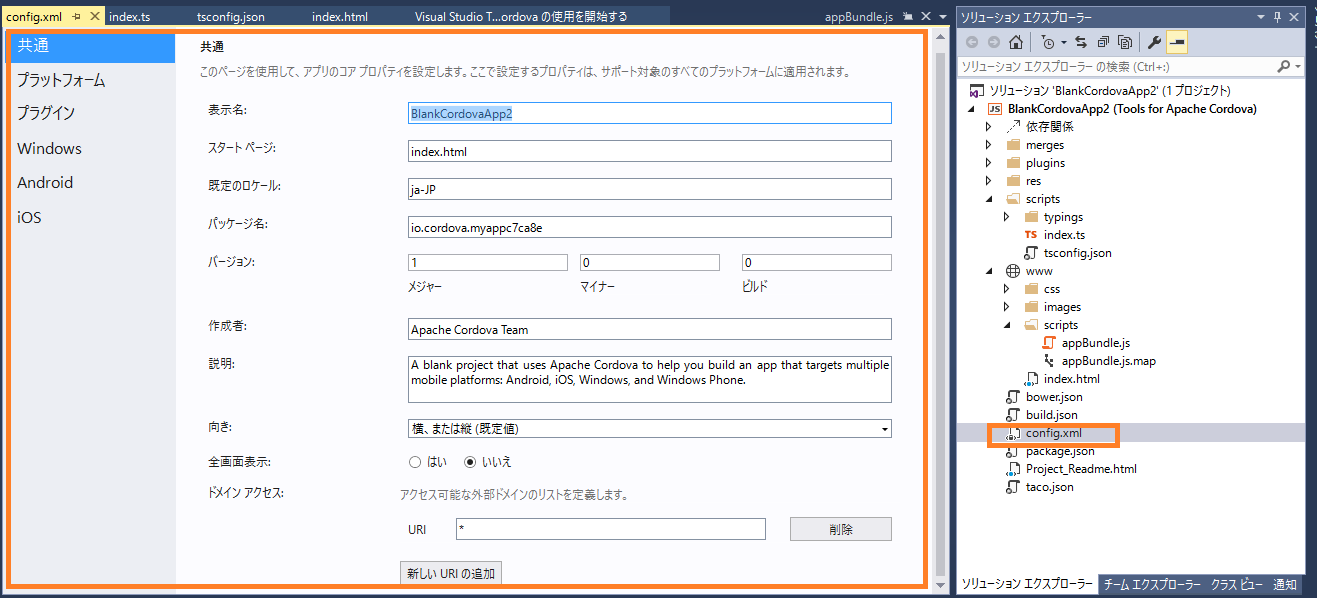 config.xml
index.ts
tsconfig.json
index.html
Visual Studio T...ordova の使用を開始する
appBundle.js
共通
プラットフォーム
プラグイン
Windows
Android
iOS
共通
このページを使用して、アプリのコア プロパティを設定します。ここで設定するプロパティは、サポート対象のすべてのプラットフォームに適用されます。
表示名:
BlankCordovaApp2
スタート ページ:
index.html
既定のロケール:
ja-JP
パッケージ名:
io.cordova.myappc7ca8e
バージョン:
1
0
0
メジャー
マイナー
ビルド
作成者:
Apache Cordova Team
説明:
A blank project that uses Apache Cordova to help you build an app that targets multiple
mobile platforms: Android, iOS, Windows, and Windows Phone.
向き:
横、または縦 (既定値)
全画面表示:
はい
いいえ
ドメイン アクセス:
アクセス可能な外部ドメインのリストを定義します。
URI
*
削除
新しい URI の追加
ソリューション エクスプローラー
ソリューション エクスプローラー の検索 (Ctrl+:)
ソリューション 'BlankCordovaApp2' (1 プロジェクト)
JS BlankCordovaApp2 (Tools for Apache Cordova)
依存関係
merges
plugins
res
scripts
typings
TS index.ts
tsconfig.json
www
css
images
scripts
appBundle.js
appBundle.js.map
index.html
bower.json
build.json
config.xml
package.json
Project_Readme.html
taco.json
ソリューション エクスプローラー
チーム エクスプローラー
クラス ビュー
通知